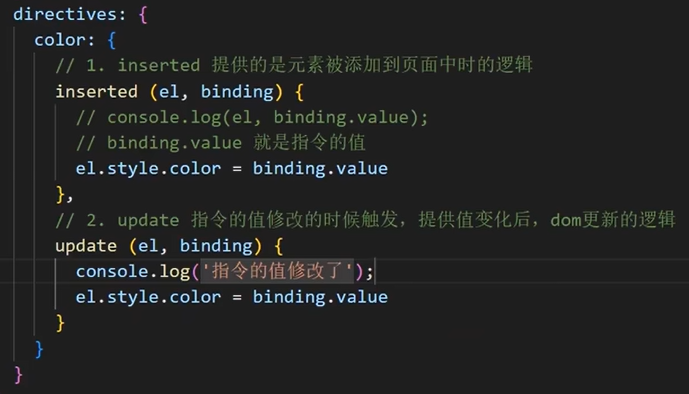 directives: {
  color: {
    // 1. inserted 提供的是元素被添加到页面中时的逻辑
    inserted (el, binding) {
      // console.log(el, binding.value);
      // binding.value 就是指令的值
      el.style.color = binding.value
    },
    // 2. update 指令的值修改的时候触发，提供值变化后，dom更新的逻辑
    update (el, binding) {
      console.log('指令的值修改了');
      el.style.color = binding.value
    }
  }
}